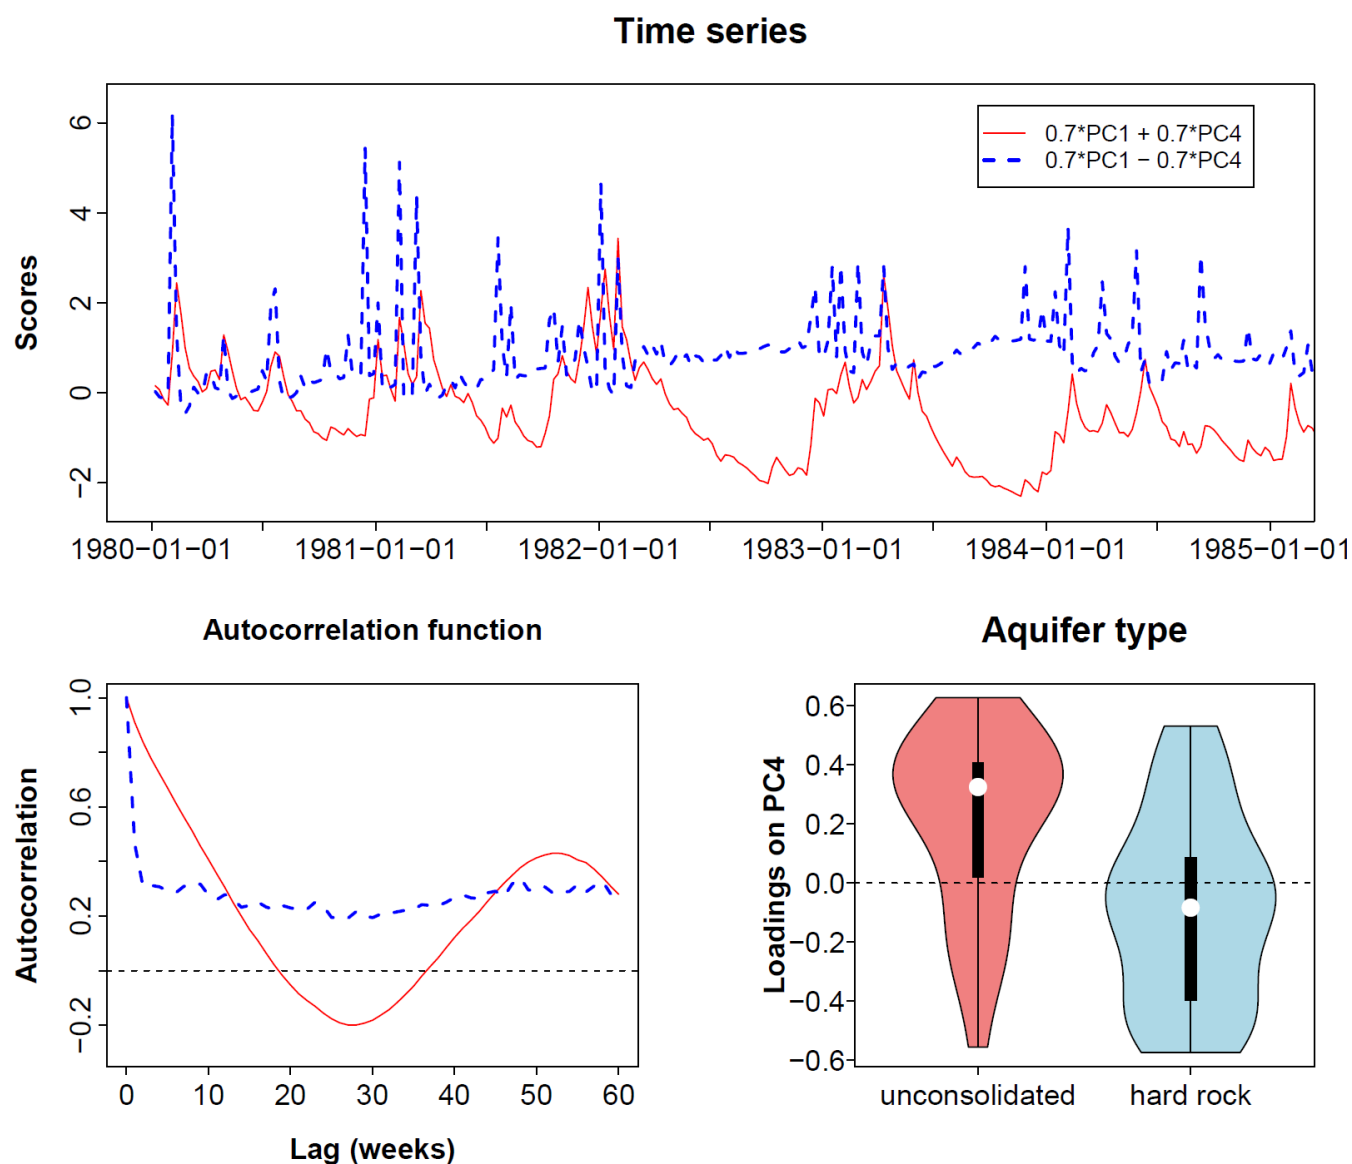 Time series
Scores
6
4
2
0
−2
0.7*PC1 + 0.7*PC4
0.7*PC1 − 0.7*PC4
1980−01−01 1981−01−01 1982−01−01 1983−01−01 1984−01−01 1985−01−01
Autocorrelation function
Autocorrelation
1.0
0.6
0.2
−0.2
0 10 20 30 40 50 60
Lag (weeks)
Aquifer type
Loadings on PC4
0.6
0.4
0.2
0.0
−0.2
−0.4
−0.6
unconsolidated hard rock